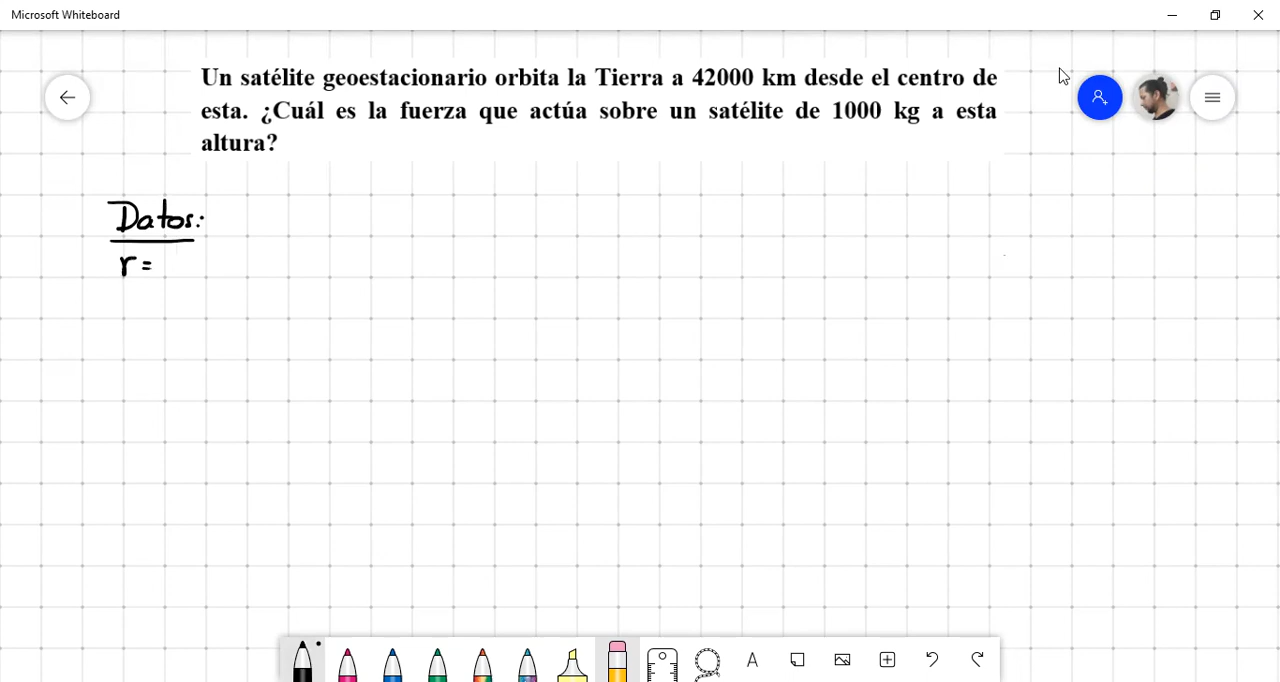 Microsoft Whiteboard
Un satélite geoestacionario orbita la Tierra a 42000 km desde el centro de
esta. ¿Cuál es la fuerza que actúa sobre un satélite de 1000 kg a esta
altura?
Datos:
r =